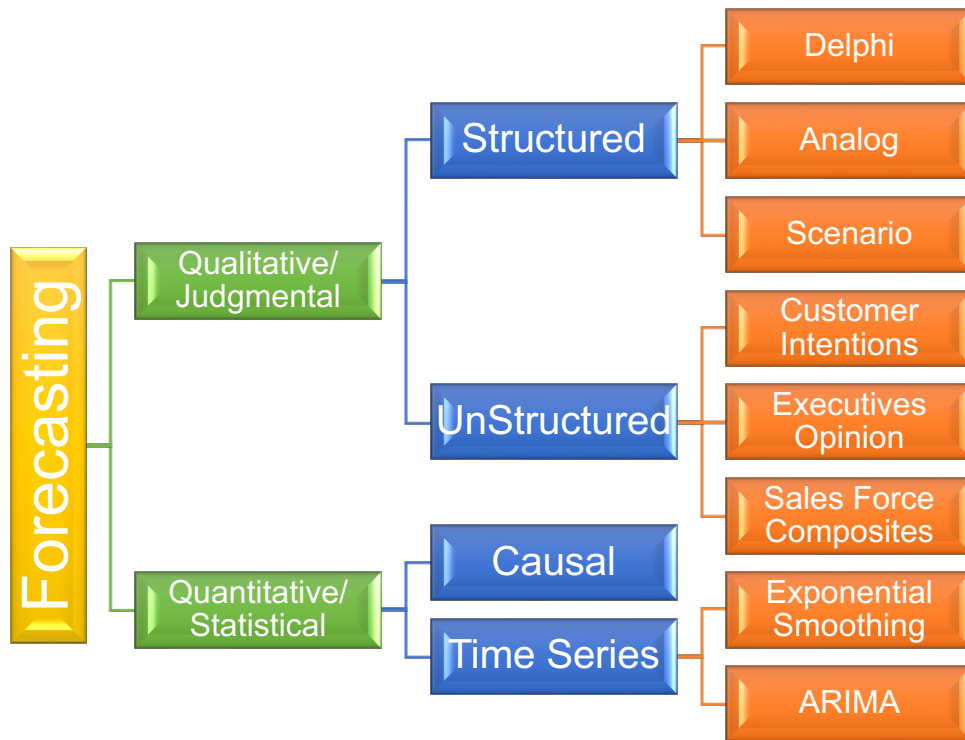 Forecasting
Qualitative/
Judgmental
Quantitative/
Statistical
Structured
UnStructured
Causal
Time Series
Delphi
Analog
Scenario
Customer
Intentions
Executives
Opinion
Sales Force
Composites
Exponential
Smoothing
ARIMA